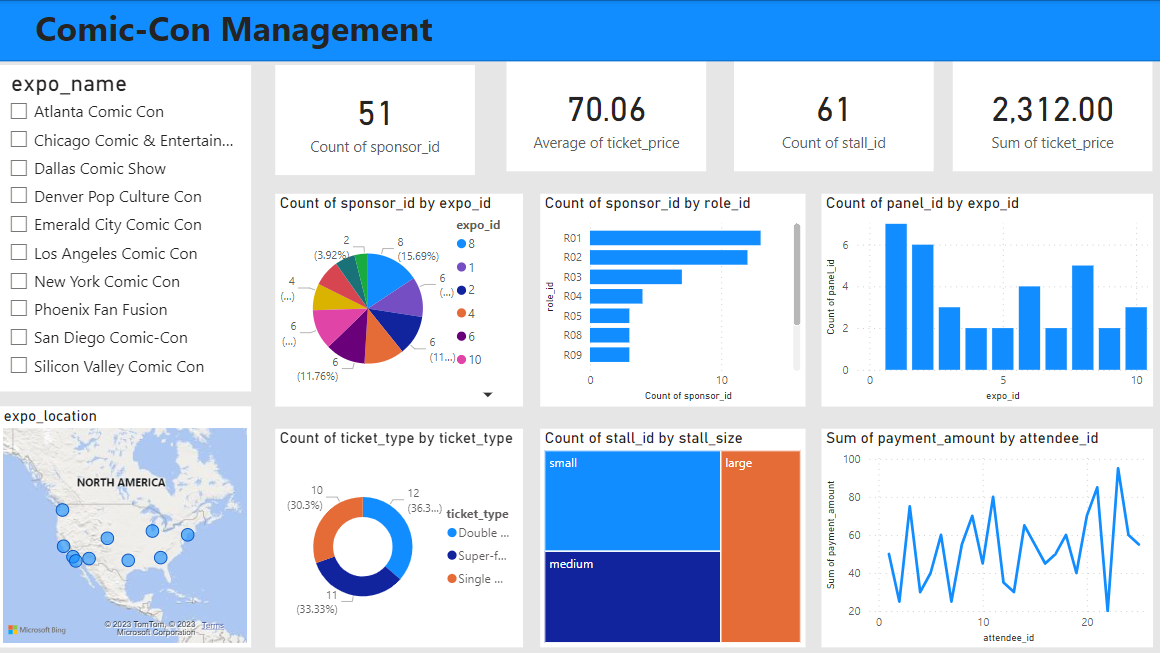 Comic-Con Management
expo_name
Atlanta Comic Con
Chicago Comic & Entertain...
Dallas Comic Show
Denver Pop Culture Con
Emerald City Comic Con
Los Angeles Comic Con
New York Comic Con
Phoenix Fan Fusion
San Diego Comic-Con
Silicon Valley Comic Con
51
Count of sponsor_id
70.06
Average of ticket_price
61
Count of stall_id
2,312.00
Sum of ticket_price
Count of sponsor_id by expo_id
expo_id
8
1
2
4
6
10
8
(15.69%)
6
(...)
6
(11...)
6
(11.76%)
6
(...)
4
(...)
2
(3.92%)
Count of sponsor_id by role_id
role_id
R01
R02
R03
R04
R05
R08
R09
0
10
Count of sponsor_id
Count of panel_id by expo_id
Count of panel_id
6
4
2
0
0
5
10
expo_id
expo_location
NORTH AMERICA
Microsoft Bing
© 2023 TomTom, © 2023
Microsoft Corporation
Terms
Count of ticket_type by ticket_type
12
(36.3...)
11
(33.33%)
10
(30.3%)
ticket_type
Double ...
Super-f...
Single ...
Count of stall_id by stall_size
small
medium
large
Sum of payment_amount by attendee_id
Sum of payment_amount
100
80
60
40
20
0
10
20
attendee_id